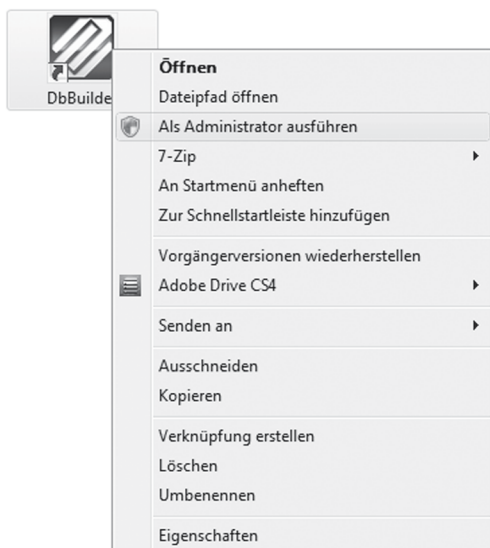 DbBuilde
Öffnen
Dateipfad öffnen
Als Administrator ausführen
7-Zip
An Startmenü anheften
Zur Schnellstartleiste hinzufügen
Vorgängerversionen wiederherstellen
Adobe Drive CS4
Senden an
Ausschneiden
Kopieren
Verknüpfung erstellen
Löschen
Umbenennen
Eigenschaften